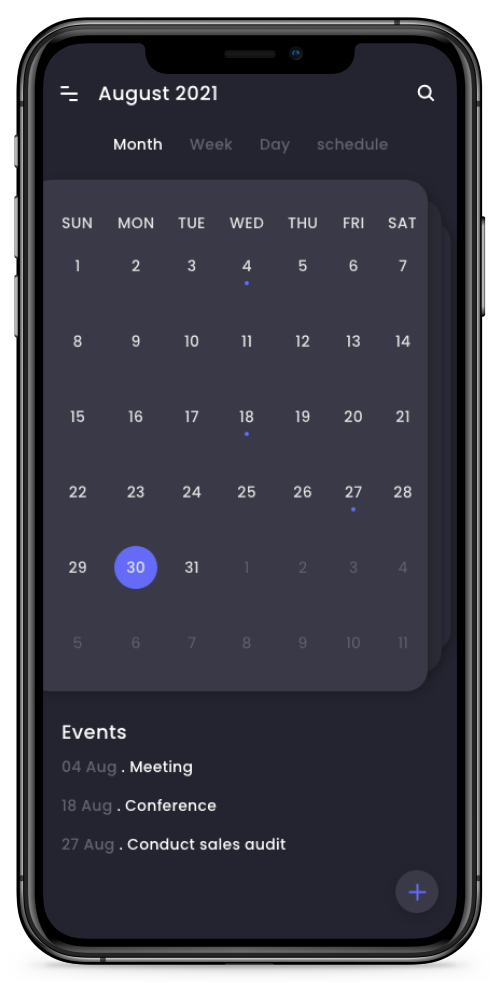 August 2021
Month Week Day schedule
SUN MON TUE WED THU FRI SAT
1 2 3 4 5 6 7
8 9 10 11 12 13 14
15 16 17 18 19 20 21
22 23 24 25 26 27 28
29 30 31 1 2 3 4
5 6 7 8 9 10 11
Events
04 Aug . Meeting
18 Aug . Conference
27 Aug . Conduct sales audit